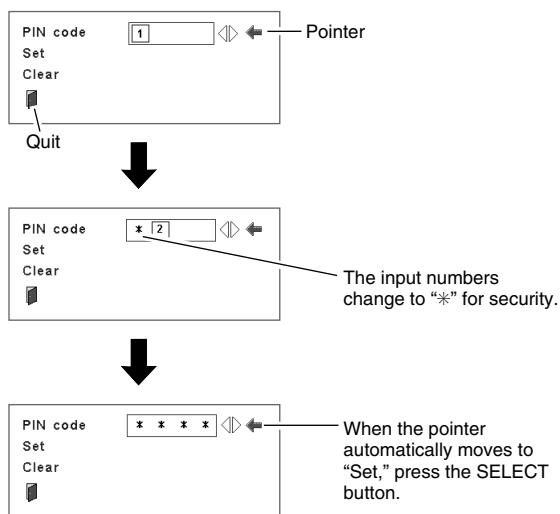 PIN code 1 Pointer
Set
Clear
Quit
PIN code * 2
Set
Clear
The input numbers
change to “✳” for security.
PIN code * * * *
Set
Clear
When the pointer
automatically moves to
“Set,” press the SELECT
button.